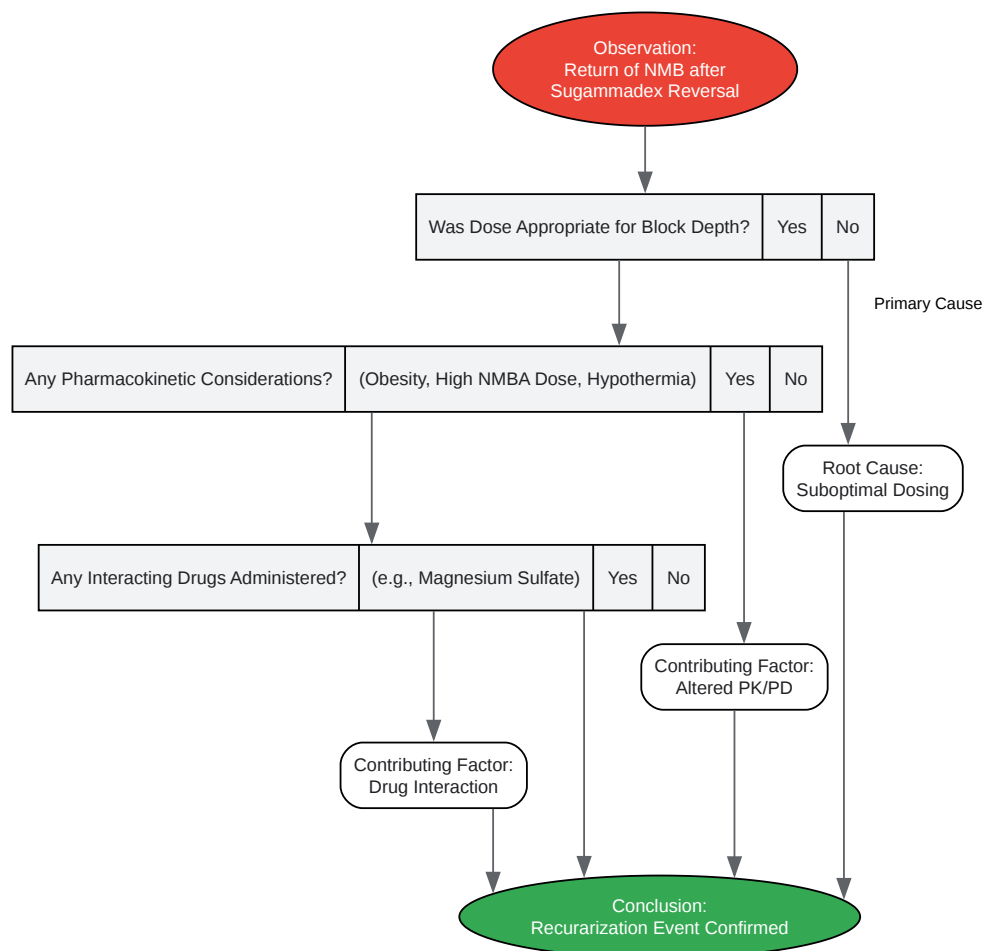 Observation:
Return of NMB after
Sugammadex Reversal
Was Dose Appropriate for Block Depth? Yes No
Primary Cause
Any Pharmacokinetic Considerations? (Obesity, High NMBA Dose, Hypothermia) Yes No
Root Cause:
Suboptimal Dosing
Any Interacting Drugs Administered? (e.g., Magnesium Sulfate) Yes No
Contributing Factor:
Altered PK/PD
Contributing Factor:
Drug Interaction
Conclusion:
Recurarization Event Confirmed